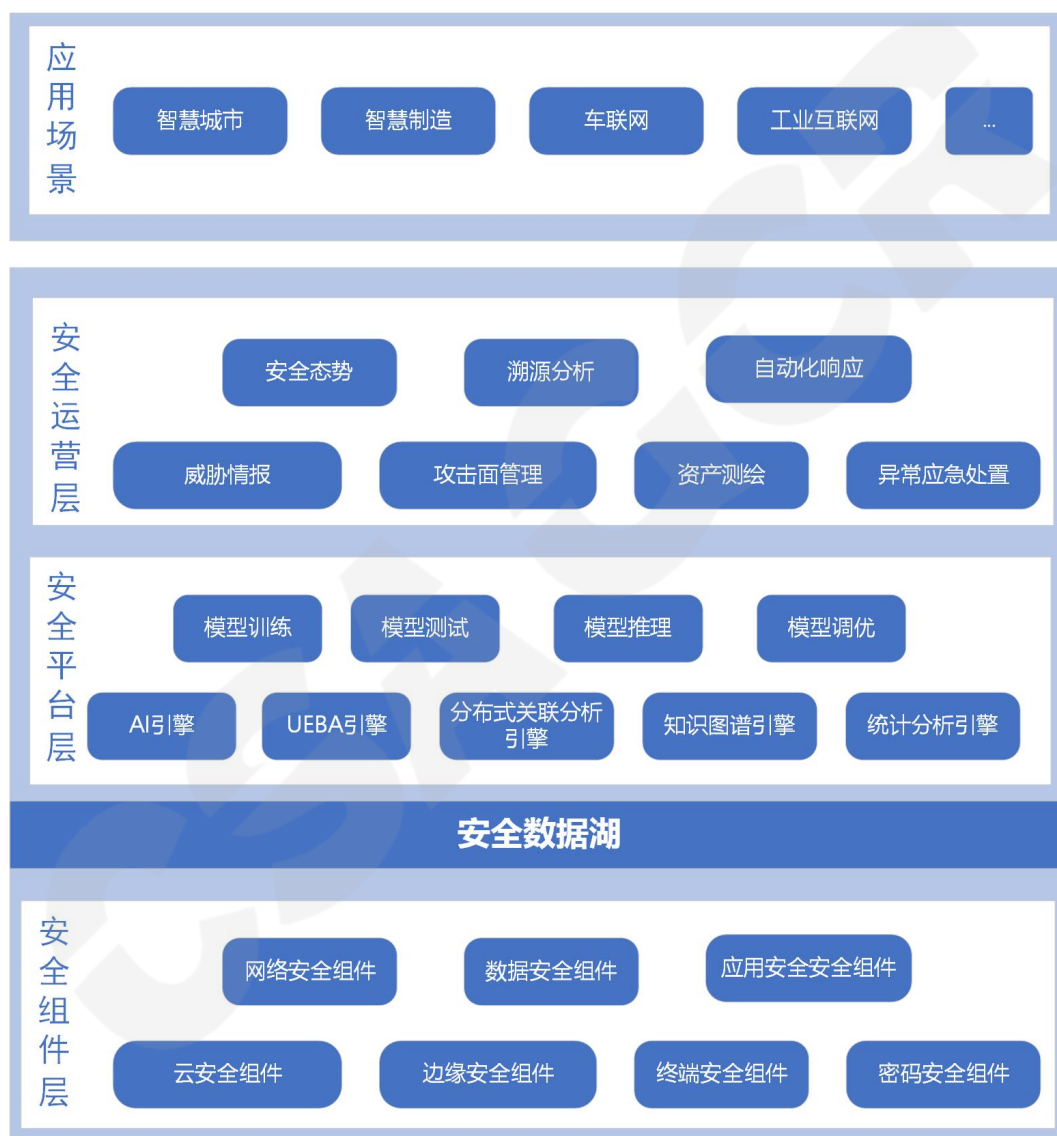 应用场景
智慧城市
智慧制造
车联网
工业互联网
...
安全运营层
安全态势
溯源分析
自动化响应
威胁情报
攻击面管理
资产测绘
异常应急处置
安全平台层
模型训练
模型测试
模型推理
模型调优
AI引擎
UEBA引擎
分布式关联分析
引擎
知识图谱引擎
统计分析引擎
安全数据湖
安全组件层
网络安全组件
数据安全组件
应用安全安全组件
云安全组件
边缘安全组件
终端安全组件
密码安全组件
CSA GCR